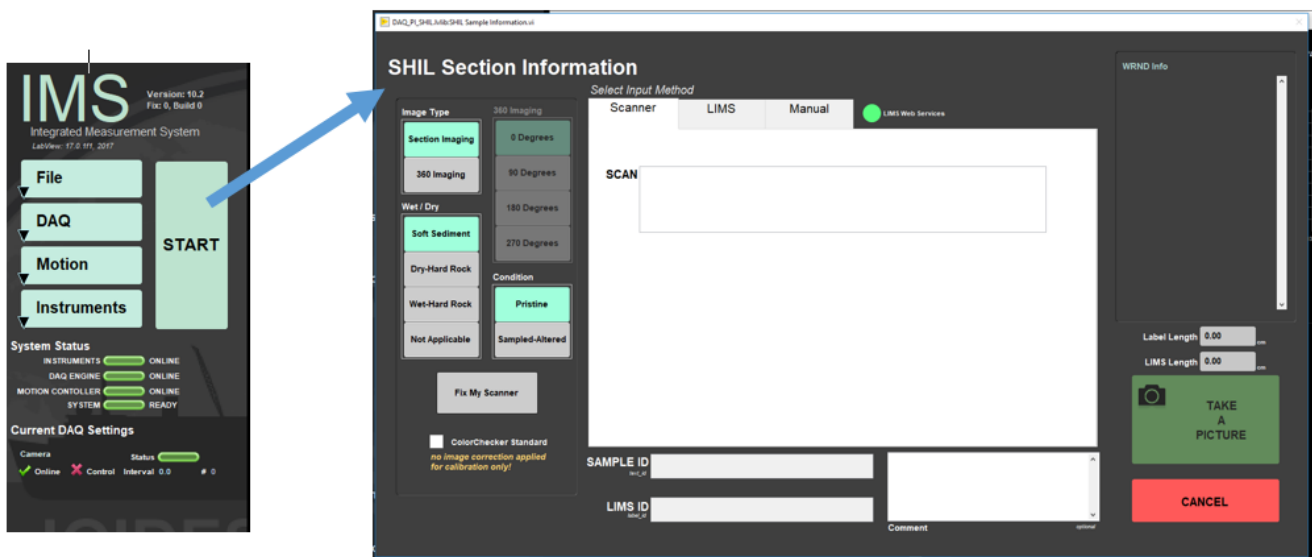 IMS
Version: 10.2
Fix: 0, Build 0
Integrated Measurement System
LabView: 17.0.1f1, 2017
File
DAQ
Motion
Instruments
START
System Status
INSTRUMENTS ONLINE
DAQ ENGINE ONLINE
MOTION CONTOLLER ONLINE
SYSTEM READY
Current DAQ Settings
Camera Status
Online Control Interval 0.0 # 0
JOIDES
DAQ_PI_SHIL.lvlib:SHIL Sample Information.vi
SHIL Section Information
Select Input Method
Scanner LIMS Manual LIMS Web Services
Image Type
Section Imaging
360 Imaging
360 Imaging
0 Degrees
90 Degrees
180 Degrees
270 Degrees
Wet / Dry
Soft Sediment
Dry-Hard Rock
Wet-Hard Rock
Not Applicable
Condition
Pristine
Sampled-Altered
Fix My Scanner
ColorChecker Standard
no image correction applied
for calibration only!
SCAN
SAMPLE ID
text_id
LIMS ID
label_id
Comment optional
WRND Info
Label Length 0.00 cm
LIMS Length 0.00 cm
TAKE
A
PICTURE
CANCEL